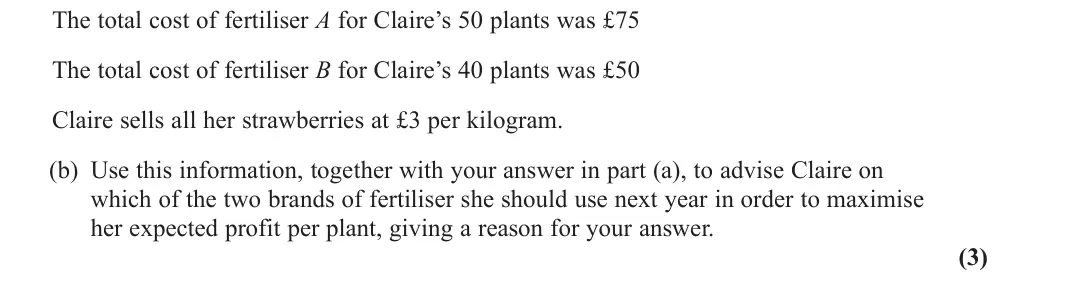 The total cost of fertiliser A for Claire’s 50 plants was £75
The total cost of fertiliser B for Claire’s 40 plants was £50
Claire sells all her strawberries at £3 per kilogram.
(b) Use this information, together with your answer in part (a), to advise Claire on
which of the two brands of fertiliser she should use next year in order to maximise
her expected profit per plant, giving a reason for your answer.
(3)